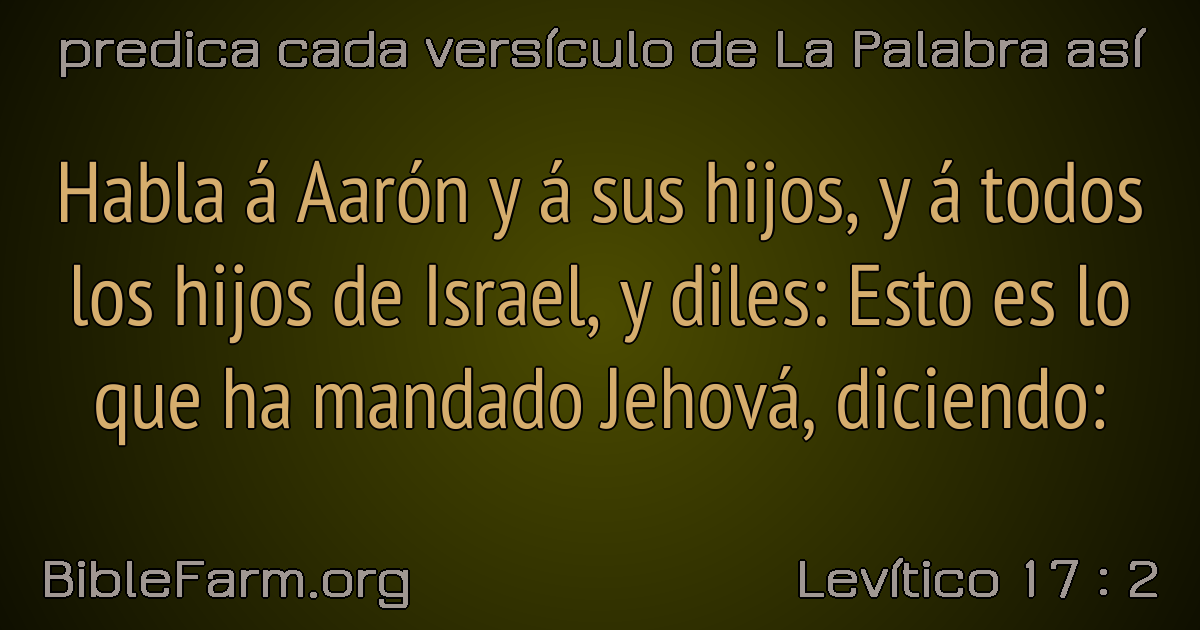 predica cada versículo de La Palabra así
Habla á Aarón y á sus hijos, y á todos
los hijos de Israel, y diles: Esto es lo
que ha mandado Jehová, diciendo:
BibleFarm.org
Levítico 17 : 2